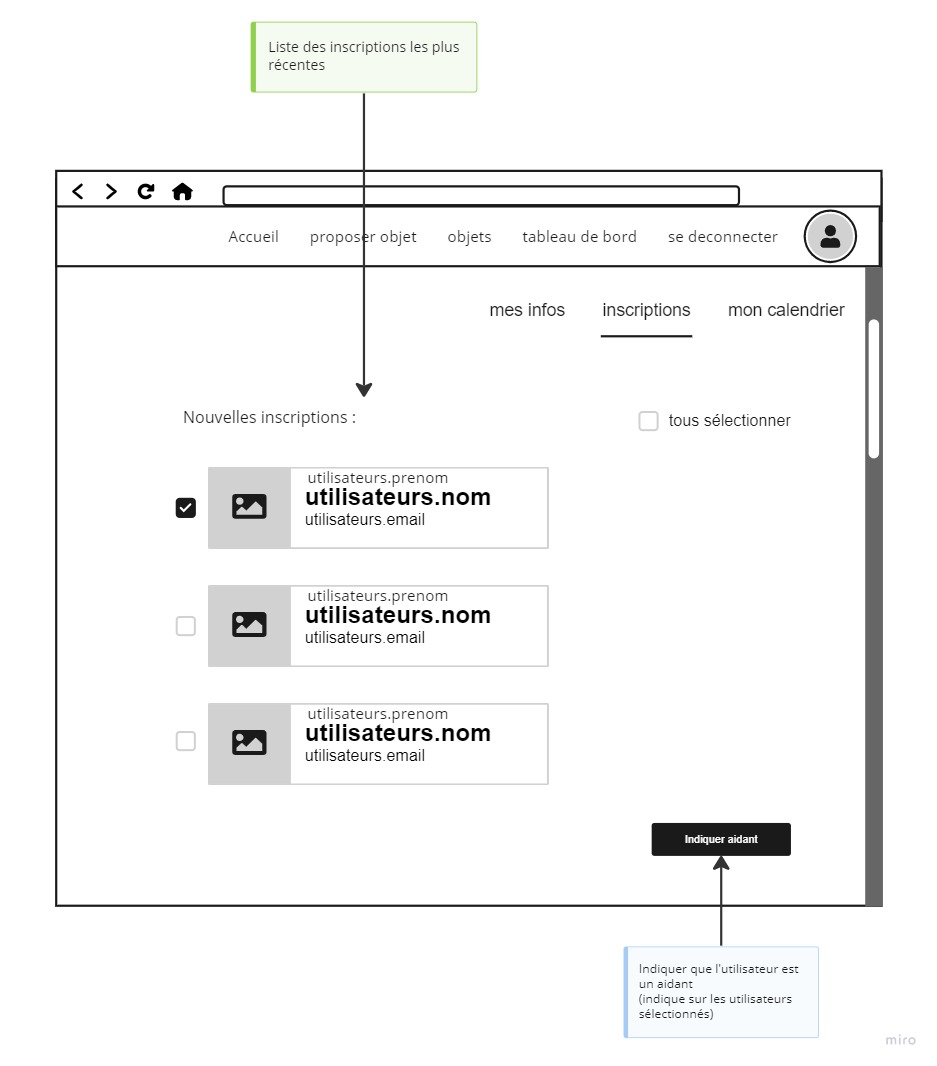 Liste des inscriptions les plus
récentes
Accueil proposer objet objets tableau de bord se deconnecter
mes infos inscriptions mon calendrier
Nouvelles inscriptions :
tous sélectionner
utilisateurs.prenom
utilisateurs.nom
utilisateurs.email
utilisateurs.prenom
utilisateurs.nom
utilisateurs.email
utilisateurs.prenom
utilisateurs.nom
utilisateurs.email
Indiquer aidant
Indiquer que l'utilisateur est
un aidant
(indique sur les utilisateurs
sélectionnés)
miro